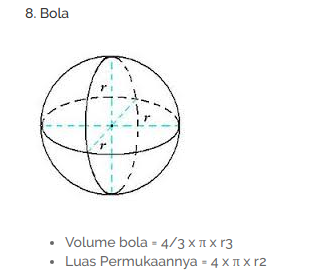 8. Bola
r
r
r
• Volume bola = 4/3 x π x r3
• Luas Permukaannya = 4 x π x r2